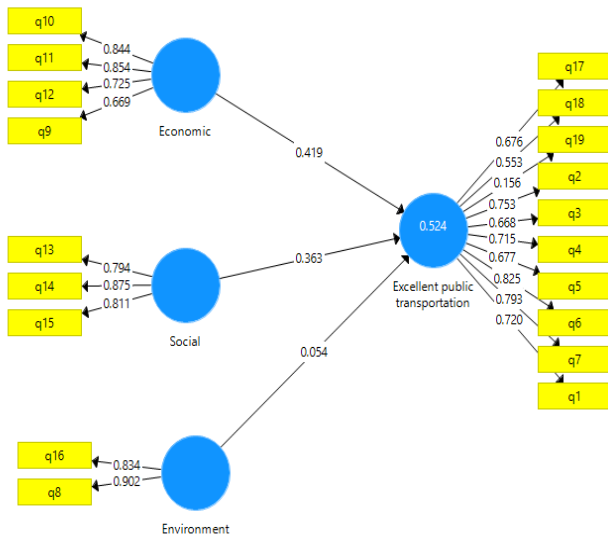 q10
q11
q12
q9
0.844
0.854
0.725
0.669
Economic
0.419
q13
q14
q15
0.794
0.875
0.811
Social
0.363
q16
q8
0.834
0.902
Environment
0.054
0.524
Excellent public
transportation
0.676
0.553
0.156
0.753
0.668
0.715
0.677
0.825
0.793
0.720
q17
q18
q19
q2
q3
q4
q5
q6
q7
q1